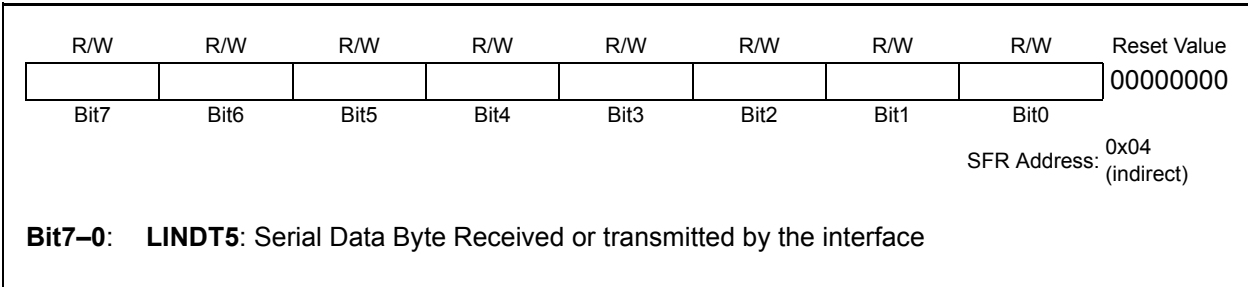 R/W R/W R/W R/W R/W R/W R/W R/W Reset Value
00000000
Bit7 Bit6 Bit5 Bit4 Bit3 Bit2 Bit1 Bit0
SFR Address: 0x04
(indirect)
Bit7–0: LINDT5: Serial Data Byte Received or transmitted by the interface